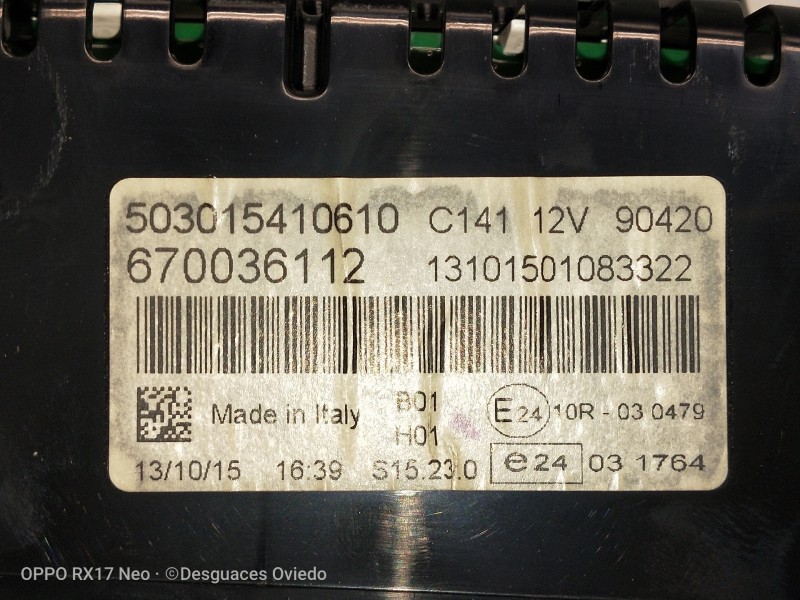 503015410610 C141 12V 90420
670036112 13101501083322
Made in Italy B01 E24 10R - 03 0479
H01
13/10/15 16:39 S15.23.0 e24 03 1764
OPPO RX17 Neo · ©Desguaces Oviedo